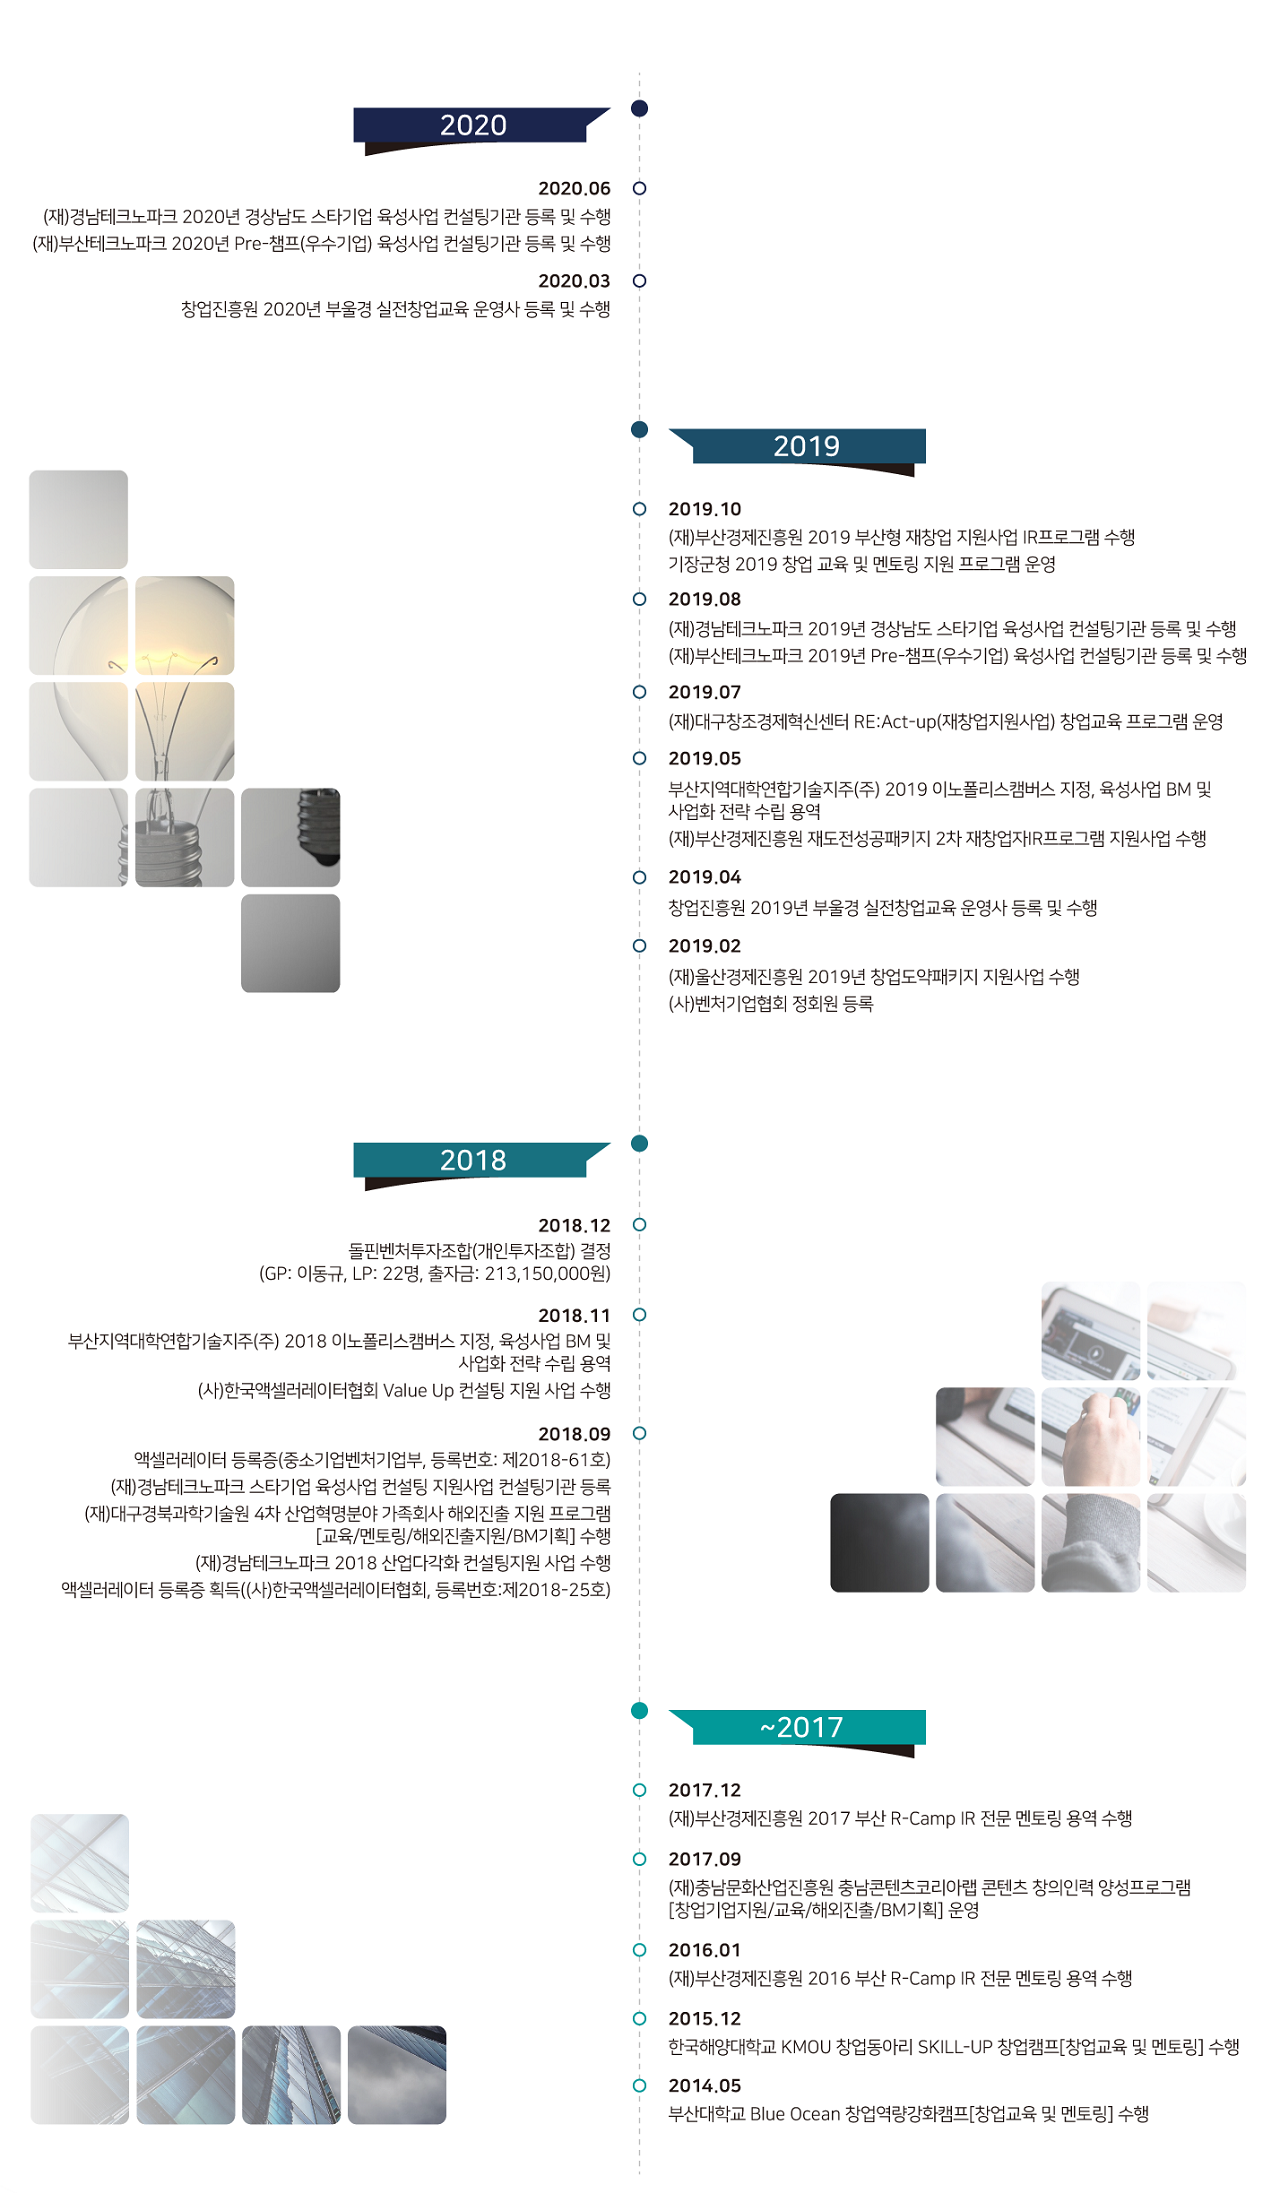 2020
2020.06
(재)경남테크노파크 2020년 경상남도 스타기업 육성사업 컨설팅기관 등록 및 수행
(재)부산테크노파크 2020년 Pre-챔프(우수기업) 육성사업 컨설팅기관 등록 및 수행
2020.03
창업진흥원 2020년 부울경 실전창업교육 운영사 등록 및 수행
2019
2019.10
(재)부산경제진흥원 2019 부산형 재창업 지원사업 IR프로그램 수행
기장군청 2019 창업 교육 및 멘토링 지원 프로그램 운영
2019.08
(재)경남테크노파크 2019년 경상남도 스타기업 육성사업 컨설팅기관 등록 및 수행
(재)부산테크노파크 2019년 Pre-챔프(우수기업) 육성사업 컨설팅기관 등록 및 수행
2019.07
(재)대구창조경제혁신센터 RE:Act-up(재창업지원사업) 창업교육 프로그램 운영
2019.05
부산지역대학연합기술지주(주) 2019 이노폴리스캠버스 지정, 육성사업 BM 및
사업화 전략 수립 용역
(재)부산경제진흥원 재도전성공패키지 2차 재창업자IR프로그램 지원사업 수행
2019.04
창업진흥원 2019년 부울경 실전창업교육 운영사 등록 및 수행
2019.02
(재)울산경제진흥원 2019년 창업도약패키지 지원사업 수행
(사)벤처기업협회 정회원 등록
2018
2018.12
돌핀벤처투자조합(개인투자조합) 결정
(GP: 이동규, LP: 22명, 출자금: 213,150,000원)
2018.11
부산지역대학연합기술지주(주) 2018 이노폴리스캠버스 지정, 육성사업 BM 및
사업화 전략 수립 용역
(사)한국액셀러레이터협회 Value Up 컨설팅 지원 사업 수행
2018.09
액셀러레이터 등록증(중소기업벤처기업부, 등록번호: 제2018-61호)
(재)경남테크노파크 스타기업 육성사업 컨설팅 지원사업 컨설팅기관 등록
(재)대구경북과학기술원 4차 산업혁명분야 가족회사 해외진출 지원 프로그램
[교육/멘토링/해외진출지원/BM기획] 수행
(재)경남테크노파크 2018 산업다각화 컨설팅지원 사업 수행
액셀러레이터 등록증 획득((사)한국액셀러레이터협회, 등록번호:제2018-25호)
~2017
2017.12
(재)부산경제진흥원 2017 부산 R-Camp IR 전문 멘토링 용역 수행
2017.09
(재)충남문화산업진흥원 충남콘텐츠코리아랩 콘텐츠 창의인력 양성프로그램
[창업기업지원/교육/해외진출/BM기획] 운영
2016.01
(재)부산경제진흥원 2016 부산 R-Camp IR 전문 멘토링 용역 수행
2015.12
한국해양대학교 KMOU 창업동아리 SKILL-UP 창업캠프[창업교육 및 멘토링] 수행
2014.05
부산대학교 Blue Ocean 창업역량강화캠프[창업교육 및 멘토링] 수행